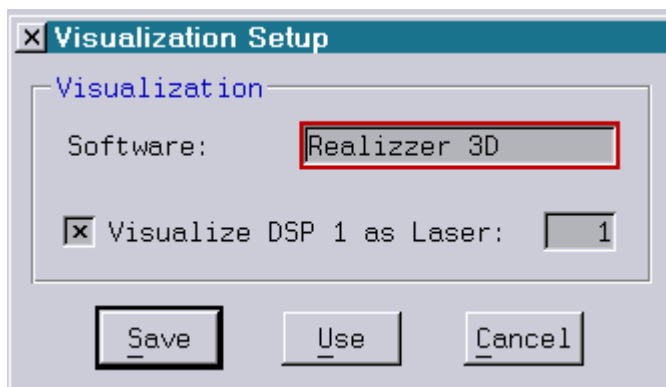 Visualization Setup
Visualization
Software: Realizzer 3D
Visualize DSP 1 as Laser: 1
Save Use Cancel